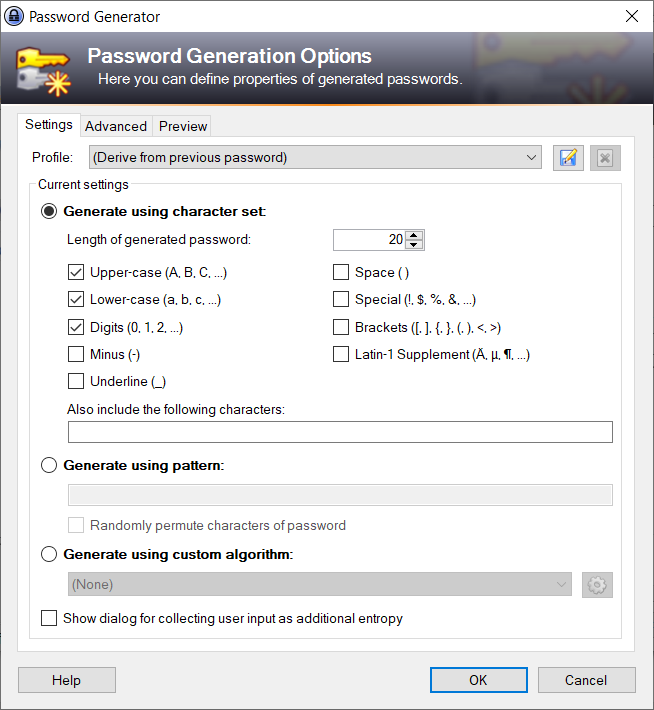 Password Generator
Password Generation Options
Here you can define properties of generated passwords.
Settings Advanced Preview
Profile: (Derive from previous password)
Current settings
Generate using character set:
Length of generated password: 20
Upper-case (A, B, C, ...) Space ( )
Lower-case (a, b, c, ...) Special (!, $, %, &, ...)
Digits (0, 1, 2, ...) Brackets ([, ], {, }, (, ), <, >)
Minus (-) Latin-1 Supplement (Ä, µ, ¶, ...)
Underline (_)
Also include the following characters:
Generate using pattern:
Randomly permute characters of password
Generate using custom algorithm:
(None)
Show dialog for collecting user input as additional entropy
Help OK Cancel